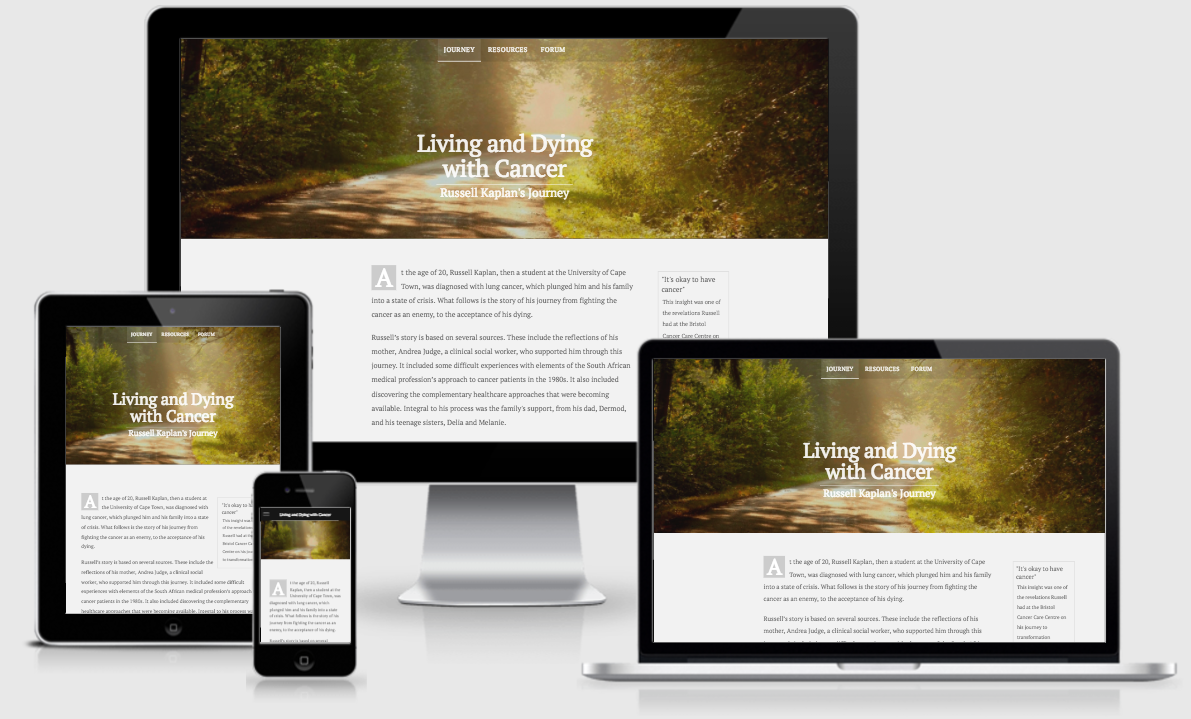 JOURNEY RESOURCES FORUM
Living and Dying
with Cancer
Russell Kaplan's Journey
At the age of 20, Russell Kaplan, then a student at the University of Cape
Town, was diagnosed with lung cancer, which plunged him and his family
into a state of crisis. What follows is the story of his journey from fighting the
cancer as an enemy, to the acceptance of his dying.
Russell's story is based on several sources. These include the reflections of his
mother, Andrea Judge, a clinical social worker, who supported him through this
journey. It included some difficult experiences with elements of the South African
medical profession's approach to cancer patients in the 1980s. It also included
discovering the complementary healthcare approaches that were becoming
available. Integral to his process was the family's support, from his dad, Dermod,
and his teenage sisters, Delia and Melanie.
"It's okay to have
cancer"
This insight was one of
the revelations Russell
had at the Bristol
Cancer Care Centre on
JOURNEY RESOURCES FORUM
Living and Dying
with Cancer
Russell Kaplan's Journey
At the age of 20, Russell Kaplan, then a student at
the University of Cape Town, was diagnosed with
lung cancer, which plunged him and his family into a state
of crisis. What follows is the story of his journey from
fighting the cancer as an enemy, to the acceptance of his
dying.
Russell's story is based on several sources. These include the
reflections of his mother, Andrea Judge, a clinical social
worker, who supported him through this journey. It included some difficult
experiences with elements of the South African medical profession's approach
cancer patients in the 1980s. It also included discovering the complementary
healthcare approaches that were becoming available. Integral to his process
"It's okay to
cancer"
This insight was
of the revelations
Russell had at the
Bristol Cancer Care
Centre on his
to transformation
Living and Dying with Cancer
At the age of 20, Russell
Kaplan, then a student at the
University of Cape Town, was
diagnosed with lung cancer, which
plunged him and his family into a state
of crisis. What follows is the story of his
journey from fighting the cancer as an
enemy, to the acceptance of his dying.
Russell's story is based on several
JOURNEY RESOURCES FORUM
Living and Dying
with Cancer
Russell Kaplan's Journey
At the age of 20, Russell Kaplan, then a student at the University of Cape
Town, was diagnosed with lung cancer, which plunged him and his family
into a state of crisis. What follows is the story of his journey from fighting the
cancer as an enemy, to the acceptance of his dying.
Russell's story is based on several sources. These include the reflections of his
mother, Andrea Judge, a clinical social worker, who supported him through this
"It's okay to have
cancer"
This insight was one of
the revelations Russell
had at the Bristol
Cancer Care Centre on
his journey to
transformation